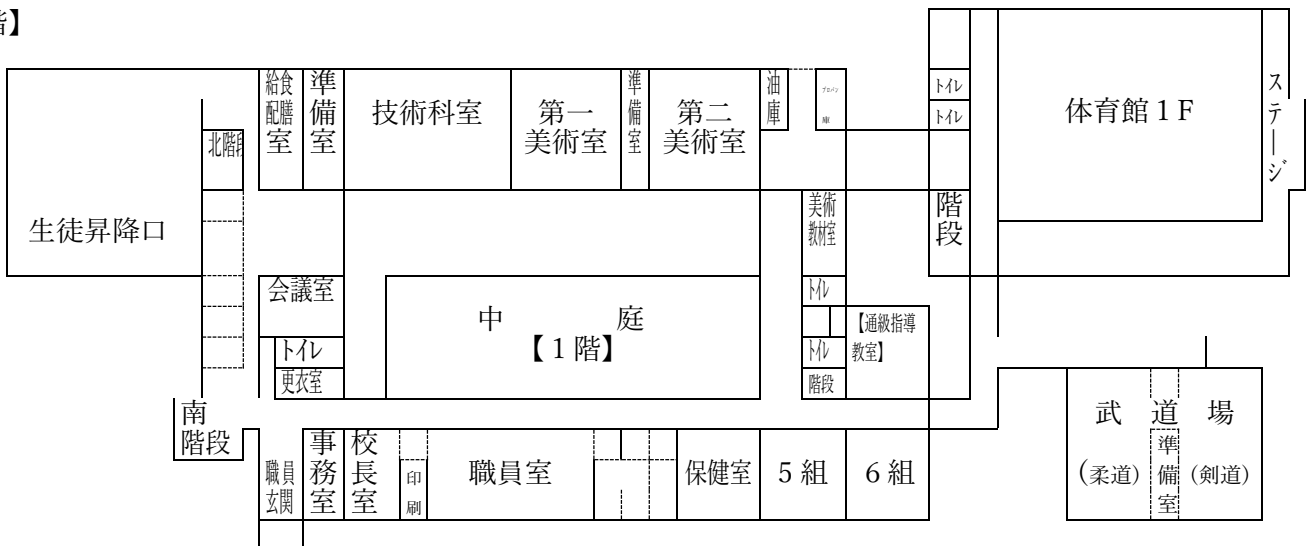 階】
給食
配膳
室
準
備
室
技術科室
第一
美術室
準
備
室
第二
美術室
油
庫
プロパン
庫
トイレ
トイレ
体育館1F
ステージ
北階段
生徒昇降口
美術
教材室
階
段
会議室
トイレ
更衣室
中 庭
【1階】
トイレ
トイレ
階段
【通級指導
教室】
南
階段
職員
玄関
事
務
室
校
長
室
印
刷
職員室
保健室
5組
6組
武 道 場
(柔道)
準
備
室
(剣道)